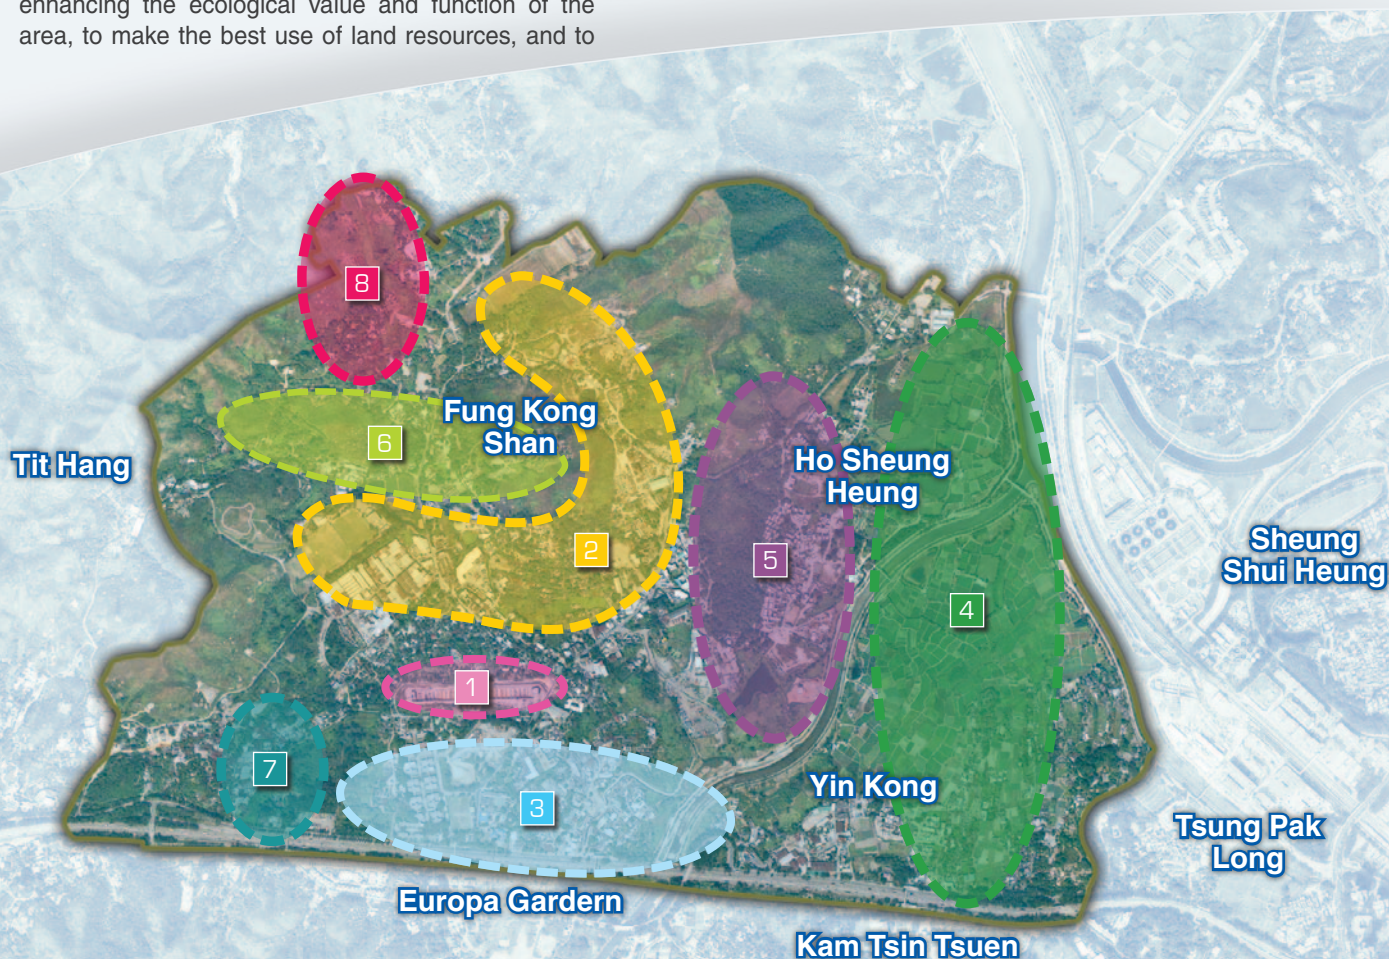 enhancing the ecological value and function of the
area, to make the best use of land resources, and to
8
Fung Kong
Shan
6
Tit Hang
Ho Sheung
Heung
2
5
Sheung
Shui Heung
4
1
7
3
Yin Kong
Tsung Pak
Long
Europa Gardern
Kam Tsin Tsuen